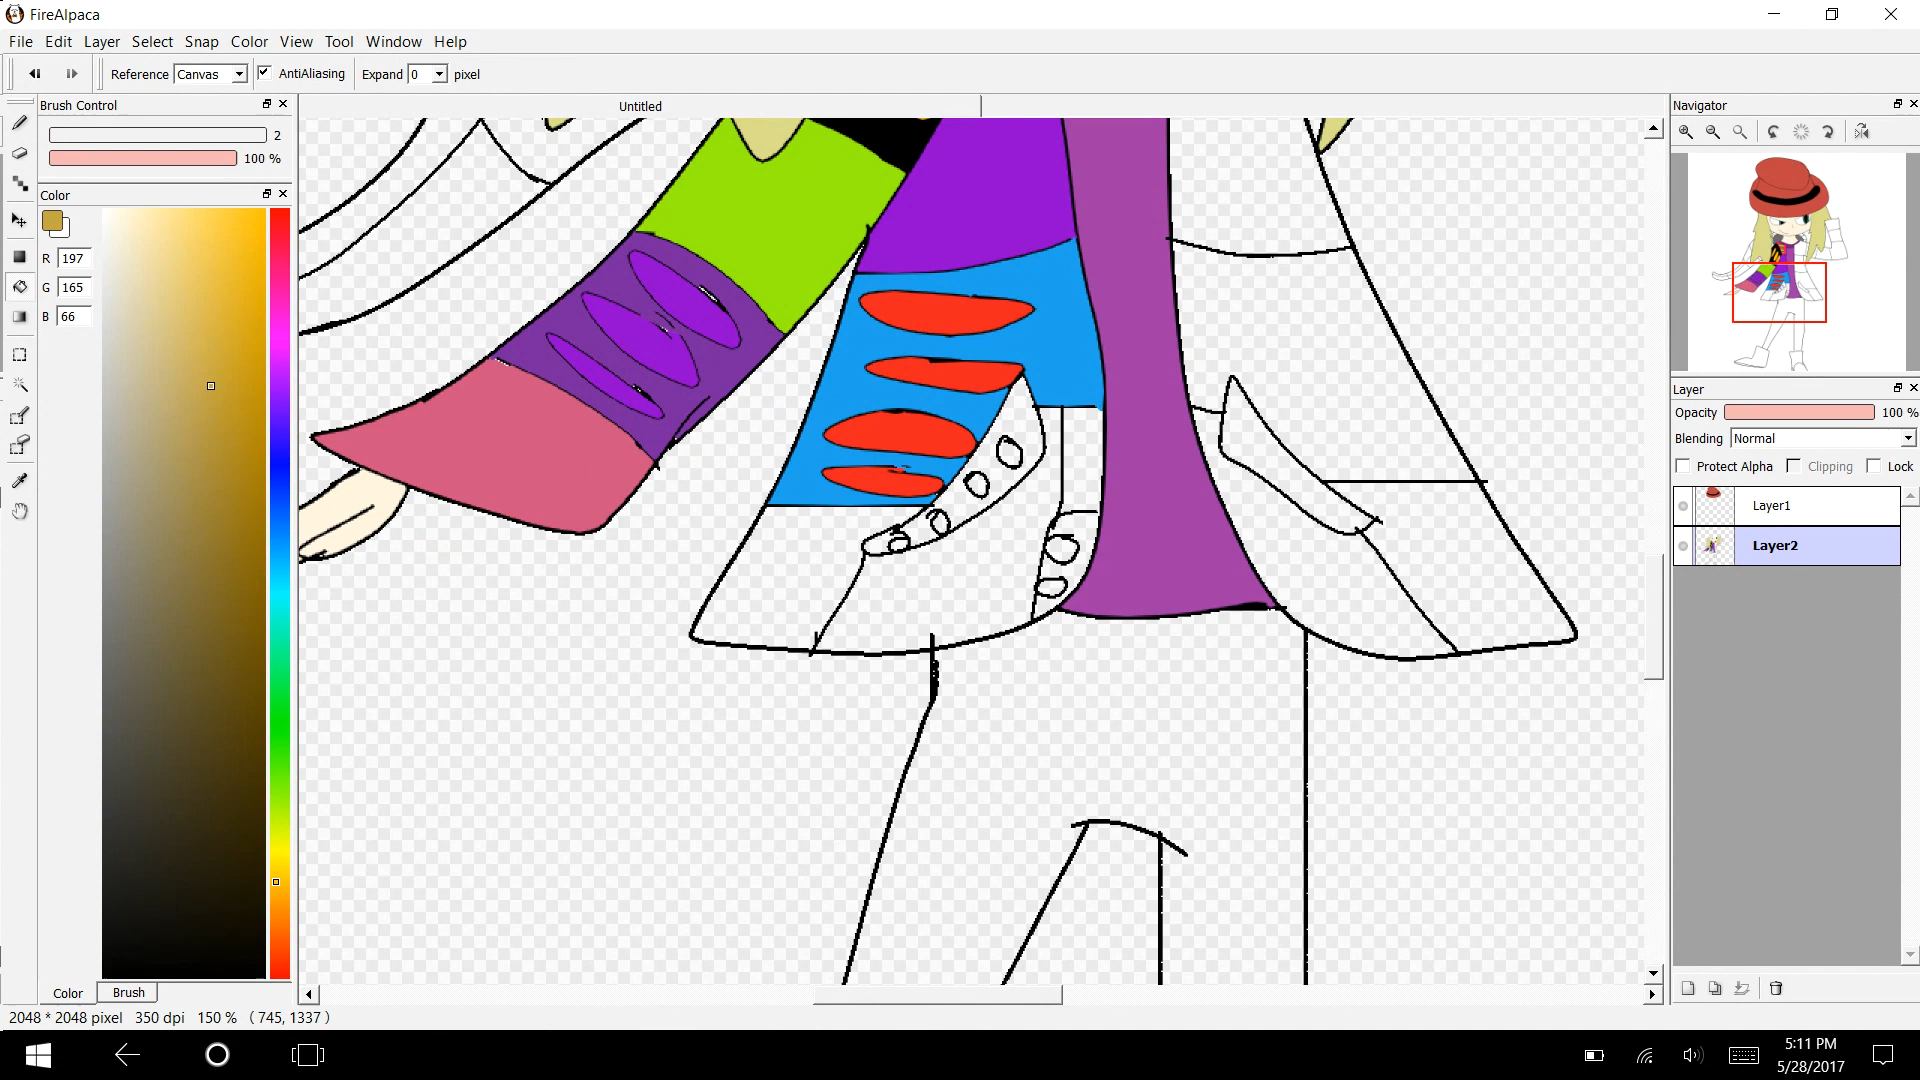 FireAlpaca
File Edit Layer Select Snap Color View Tool Window Help
Reference Canvas AntiAliasing Expand 0 pixel
Brush Control
2
100 %
Color
R 197
G 165
B 66
Color Brush
Untitled
Navigator
Layer
Opacity 100 %
Blending Normal
Protect Alpha Clipping Lock
Layer1
Layer2
2048 * 2048 pixel 350 dpi 150 % ( 745, 1337 )
5:11 PM
5/28/2017